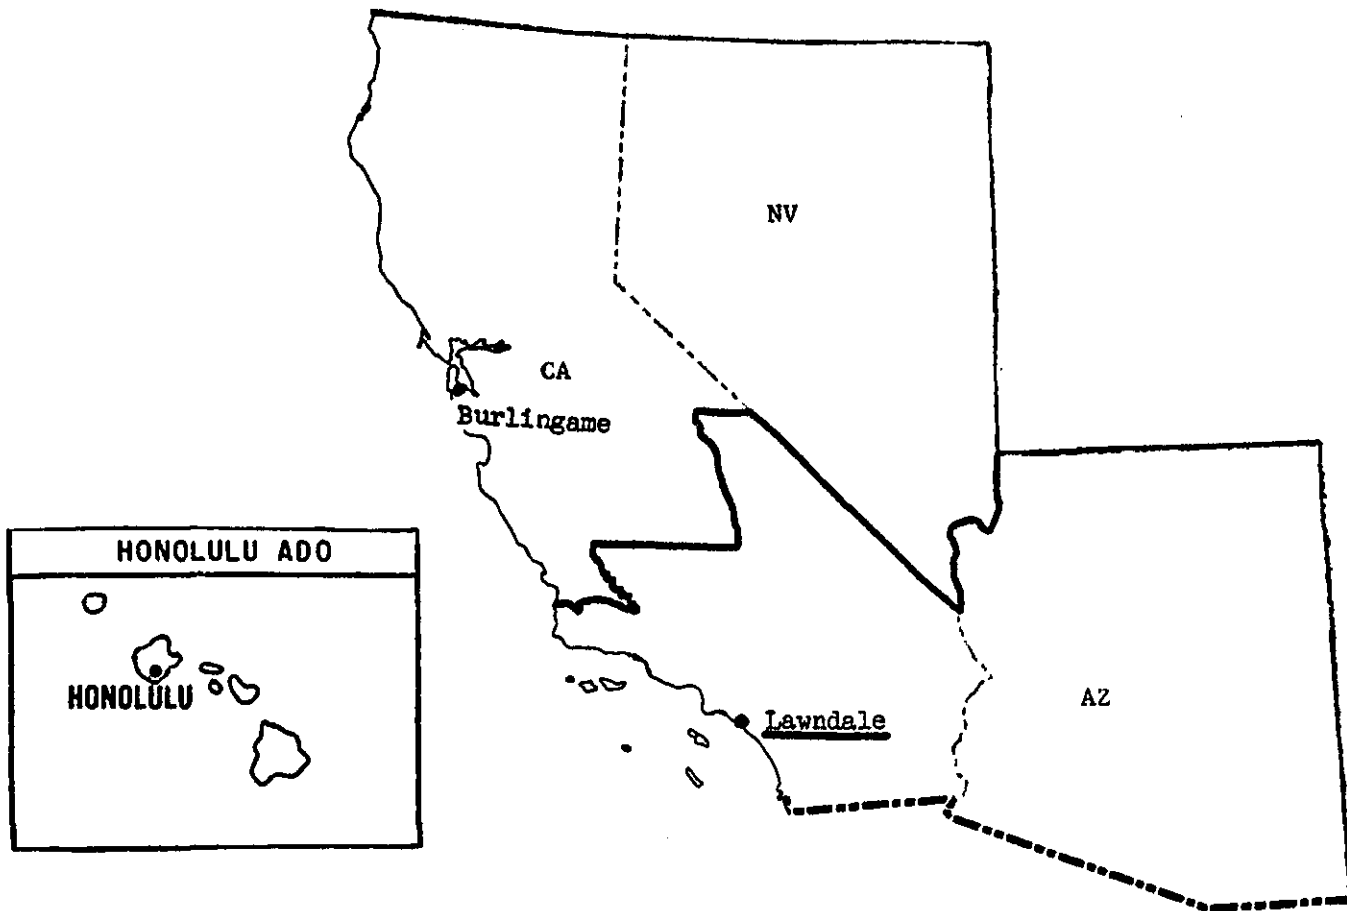 NV
CA
Burlingame
HONOLULU ADO
HONOLULU
Lawndale
AZ